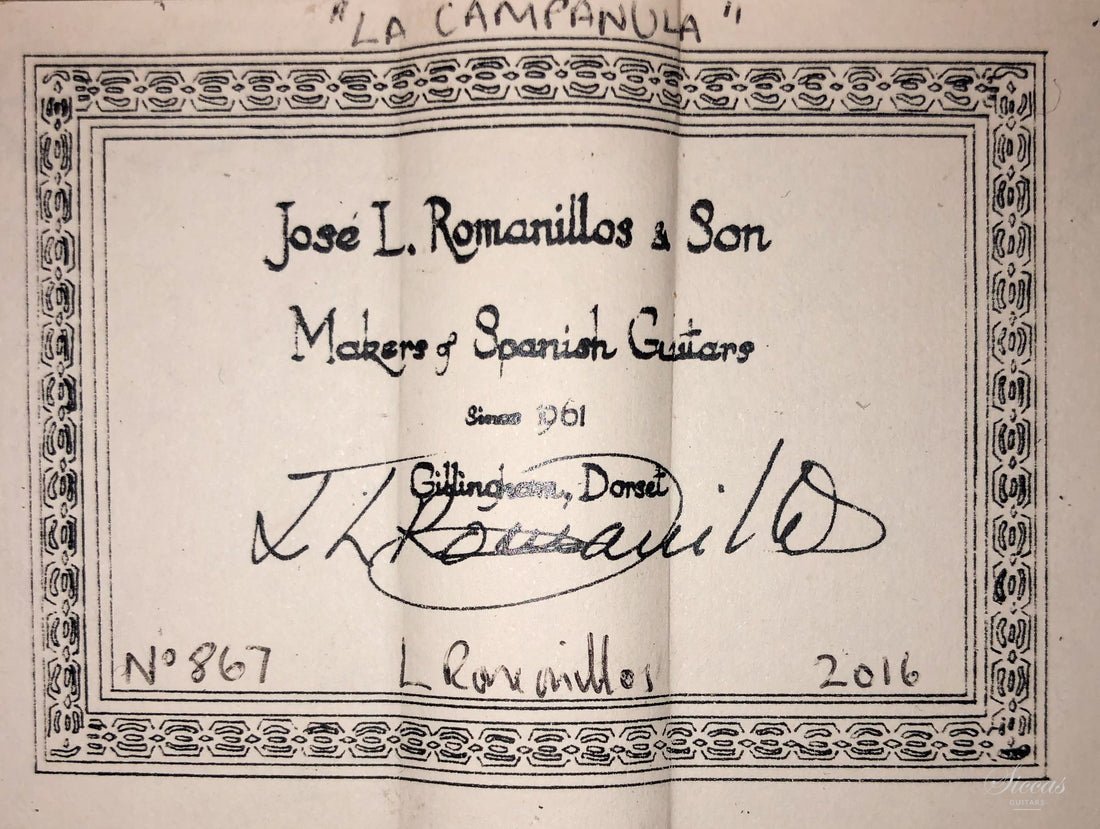 "LA CAMPANULA"
José L. Romanillos & Son
Makers of Spanish Guitars
Since 1961
Gillingham, Dorset
J L Romanillos
Nº 867 L Romanillos 2016
Siccas
GUITARS